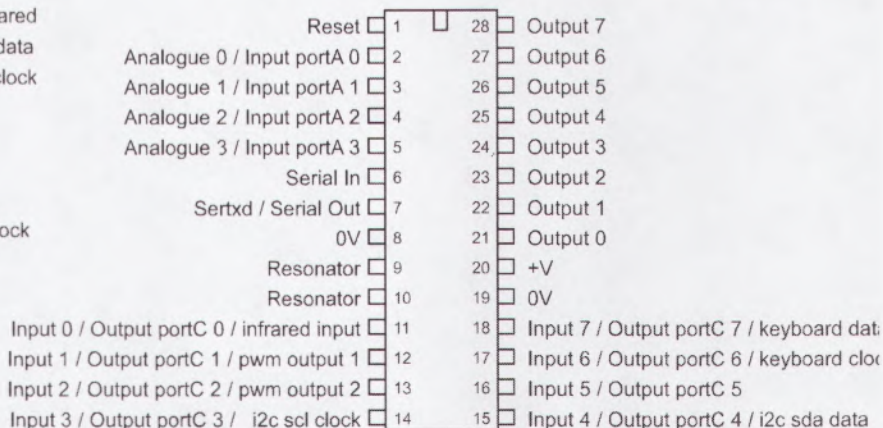 Reset 1 28 Output 7
Analogue 0 / Input portA 0 2 27 Output 6
Analogue 1 / Input portA 1 3 26 Output 5
Analogue 2 / Input portA 2 4 25 Output 4
Analogue 3 / Input portA 3 5 24 Output 3
Serial In 6 23 Output 2
Sertxd / Serial Out 7 22 Output 1
0V 8 21 Output 0
Resonator 9 20 +V
Resonator 10 19 0V
Input 0 / Output portC 0 / infrared input 11 18 Input 7 / Output portC 7 / keyboard
Input 1 / Output portC 1 / pwm output 1 12 17 Input 6 / Output portC 6 / keyboard
Input 2 / Output portC 2 / pwm output 2 13 16 Input 5 / Output portC 5
Input 3 / Output portC 3 / i2c scl clock 14 15 Input 4 / Output portC 4 / i2c sda data